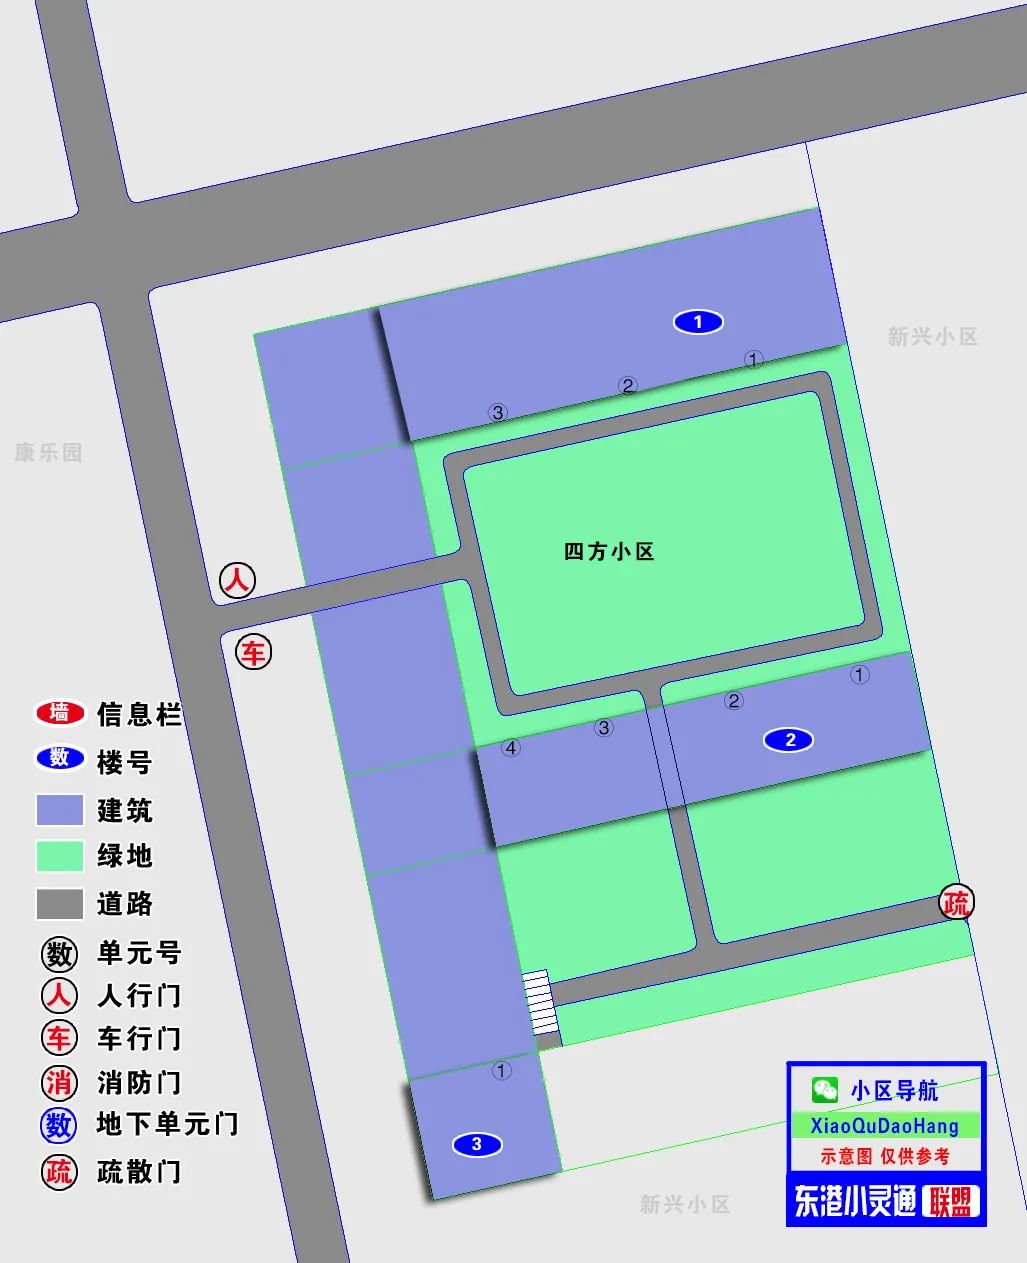 1
新兴小区
①
②
③
康乐园
四方小区
人
车
①
②
③
④
2
墙 信息栏
数 楼号
建筑
绿地
道路
数 单元号
人 人行门
车 车行门
消 消防门
数 地下单元门
疏 疏散门
疏
①
3
新兴小区
小区导航
XiaoQuDaoHang
示意图 仅供参考
东港小灵通 联盟